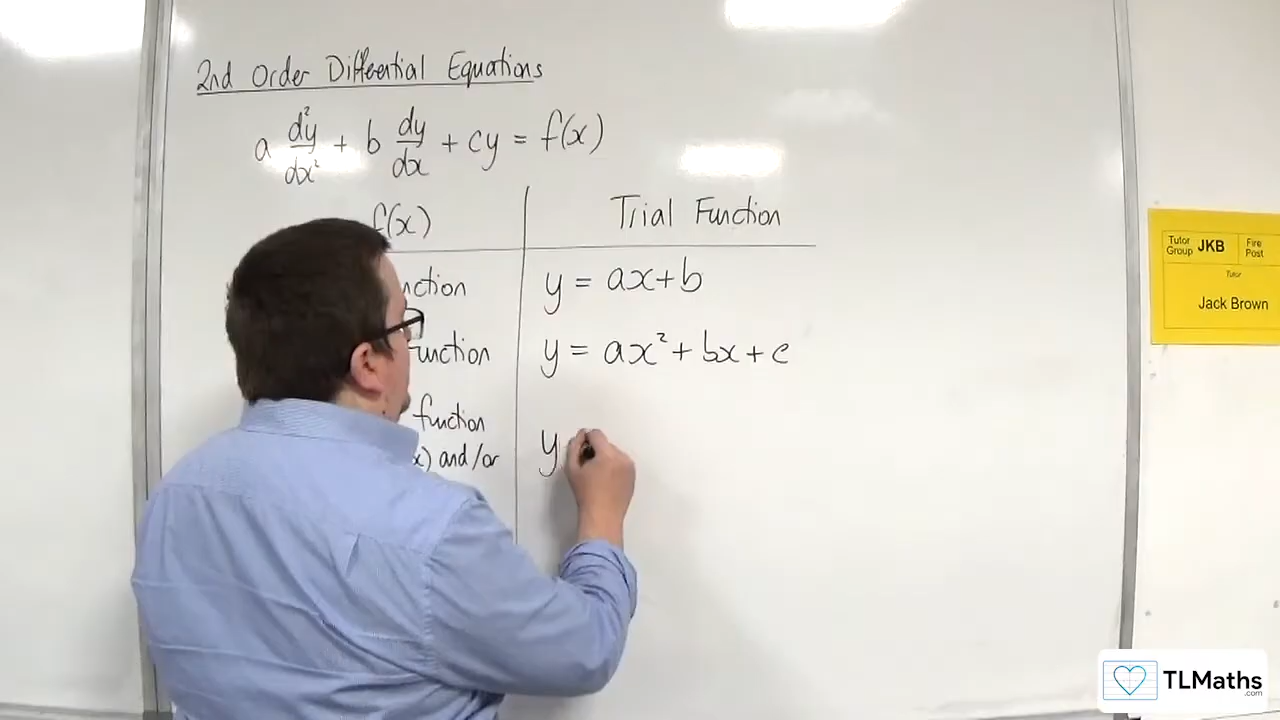 2nd Order Differential Equations
a d²y/dx² + b dy/dx + cy = f(x)
f(x) Trial Function
nction y = ax+b
function y = ax² + bx + c
function
x) and/or y
Tutor Group JKB Fire Post
Tutor
Jack Brown
TLMaths
.com